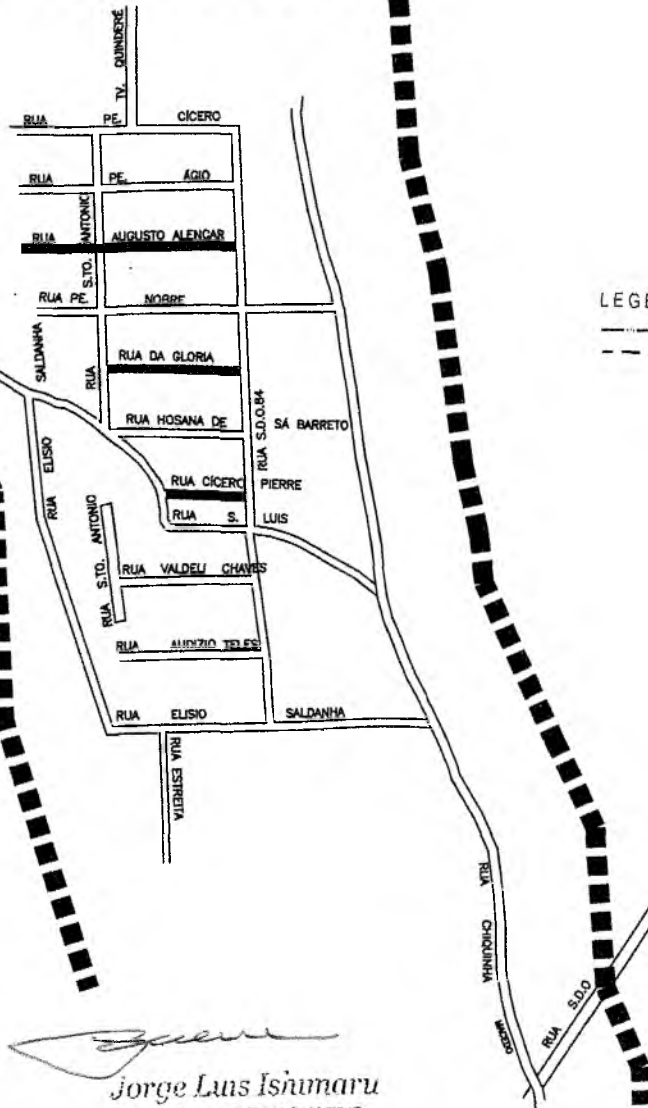 TV. QUINDERÉ
RUA PE. CÍCERO
RUA PE. ÁGIO
RUA AUGUSTO ALENCAR
RUA S.TO. ANTONIO
RUA PE. NOBRE
RUA DA GLORIA
RUA HOSANA DE SÁ BARRETO
RUA S.D.O.84
RUA CÍCERO PIERRE
RUA S. LUIS
RUA ELISIO SALDANHA
RUA S.TO. ANTONIO
RUA VALDELI CHAVES
RUA AUDIZIO TELES
RUA ELISIO SALDANHA
RUA ESTREITA
RUA CHIQUINHA MACEDO
RUA S.D.O
LEGE
Jorge Luis Ishimaru